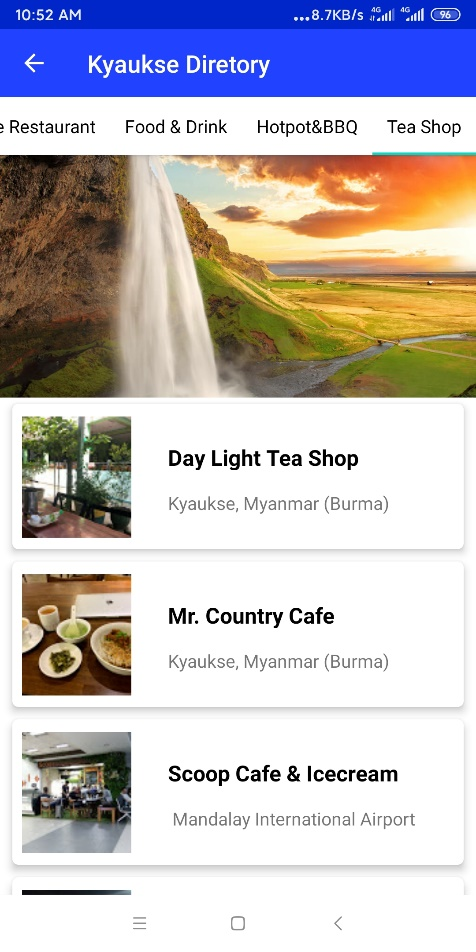 10:52 AM
...8.7KB/s 4G 4G 96
Kyaukse Diretory
e Restaurant Food & Drink Hotpot&BBQ Tea Shop
Day Light Tea Shop
Kyaukse, Myanmar (Burma)
Mr. Country Cafe
Kyaukse, Myanmar (Burma)
Scoop Cafe & Icecream
Mandalay International Airport